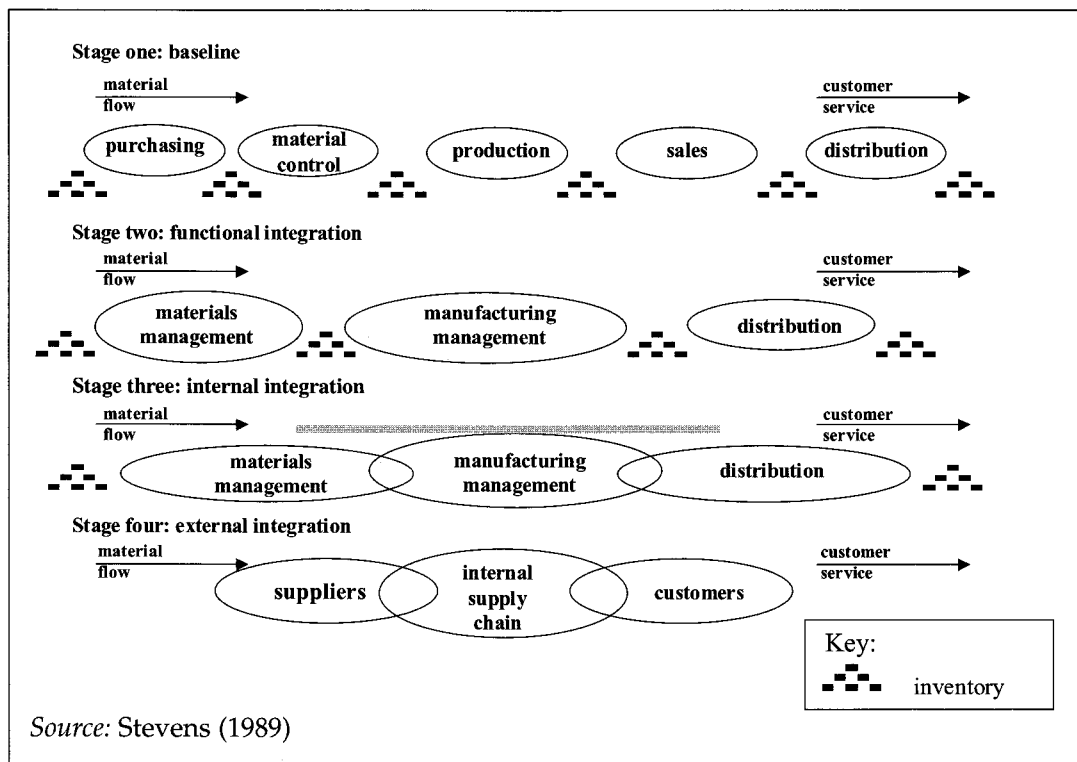 Stage one: baseline
material
flow
customer
service
purchasing
material
control
production
sales
distribution
Stage two: functional integration
material
flow
customer
service
materials
management
manufacturing
management
distribution
Stage three: internal integration
material
flow
customer
service
materials
management
manufacturing
management
distribution
Stage four: external integration
material
flow
customer
service
suppliers
internal
supply
chain
customers
Key:
inventory
Source: Stevens (1989)